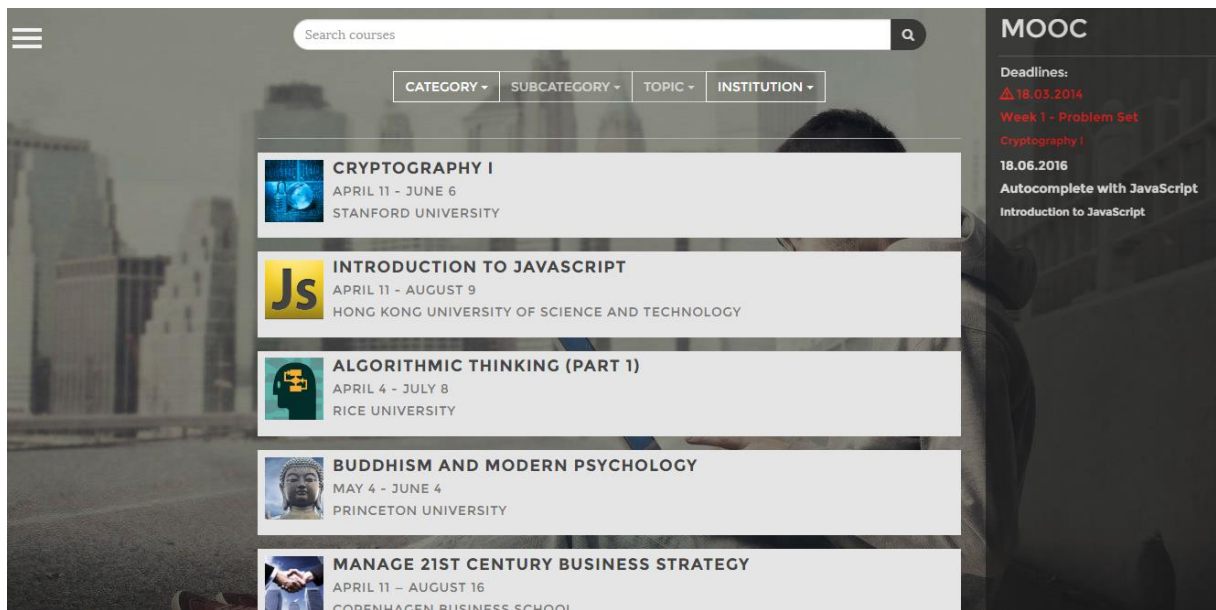 Search courses
CATEGORY SUBCATEGORY TOPIC INSTITUTION
CRYPTOGRAPHY I
APRIL 11 - JUNE 6
STANFORD UNIVERSITY
Js
INTRODUCTION TO JAVASCRIPT
APRIL 11 - AUGUST 9
HONG KONG UNIVERSITY OF SCIENCE AND TECHNOLOGY
ALGORITHMIC THINKING (PART 1)
APRIL 4 - JULY 8
RICE UNIVERSITY
BUDDHISM AND MODERN PSYCHOLOGY
MAY 4 - JUNE 4
PRINCETON UNIVERSITY
MANAGE 21ST CENTURY BUSINESS STRATEGY
APRIL 11 – AUGUST 16
COPENHAGEN BUSINESS SCHOOL
MOOC
Deadlines:
18.03.2014
Week 1 - Problem Set
Cryptography I
18.06.2016
Autocomplete with JavaScript
Introduction to JavaScript